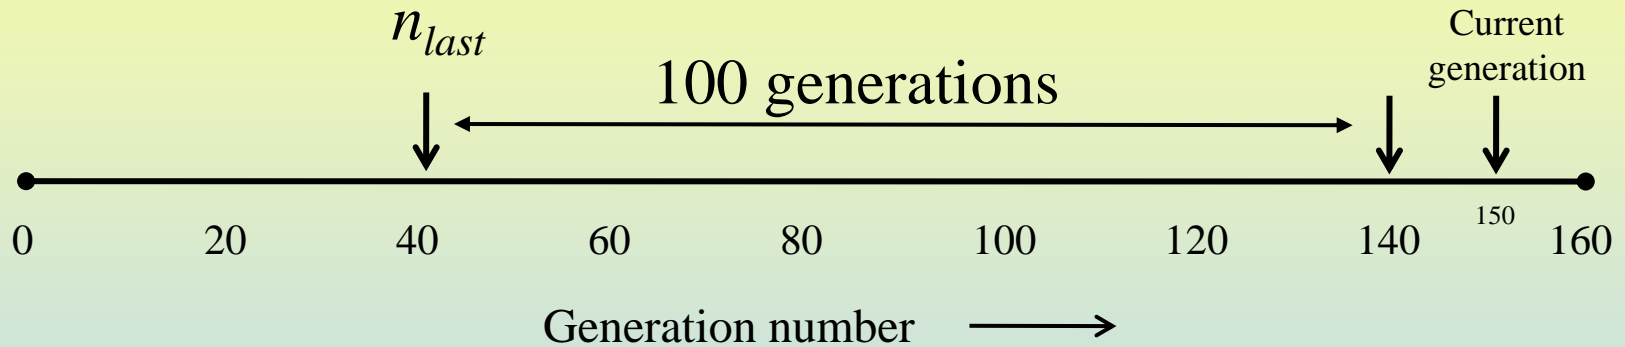 n_last
Current
generation
100 generations
0 20 40 60 80 100 120 140 150 160
Generation number